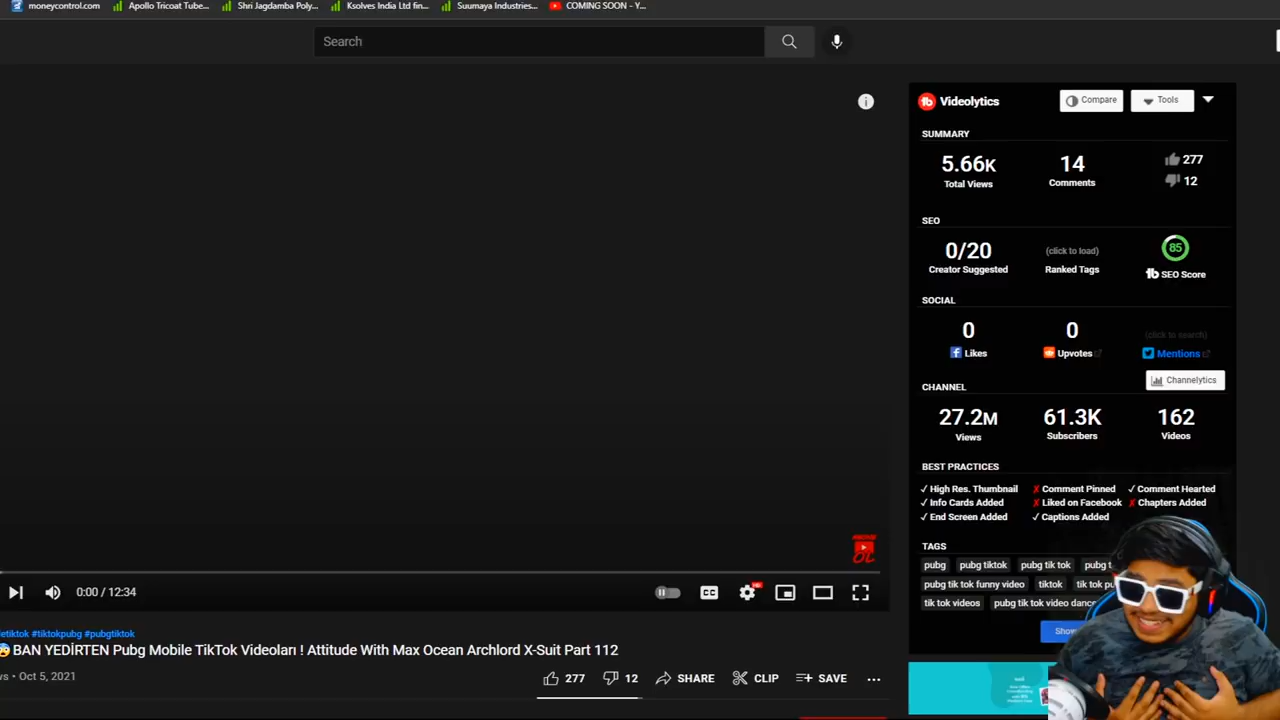 moneycontrol.com Apollo Tricoat Tube... Shri Jagdamba Poly... Ksolves India Ltd fin... Suumaya Industries... COMING SOON - Y...
Search
Videolytics Compare Tools
SUMMARY
5.66K 14 277
Total Views Comments 12
SEO
0/20 (click to load) 85
Creator Suggested Ranked Tags tb SEO Score
SOCIAL
0 0 (click to search)
Likes Upvotes Mentions
Channelytics
CHANNEL
27.2M 61.3K 162
Views Subscribers Videos
BEST PRACTICES
✓ High Res. Thumbnail ✗ Comment Pinned ✓ Comment Hearted
✓ Info Cards Added ✗ Liked on Facebook ✗ Chapters Added
✓ End Screen Added ✓ Captions Added
TAGS
pubg pubg tiktok pubg tik tok
pubg tik tok funny video tiktok
tik tok videos
0:00 / 12:34
#tiktokpubg #pubgtiktok
BAN YEDİRTEN Pubg Mobile TikTok Videoları ! Attitude With Max Ocean Archlord X-Suit Part 112
• Oct 5, 2021
277 12 SHARE CLIP SAVE ...